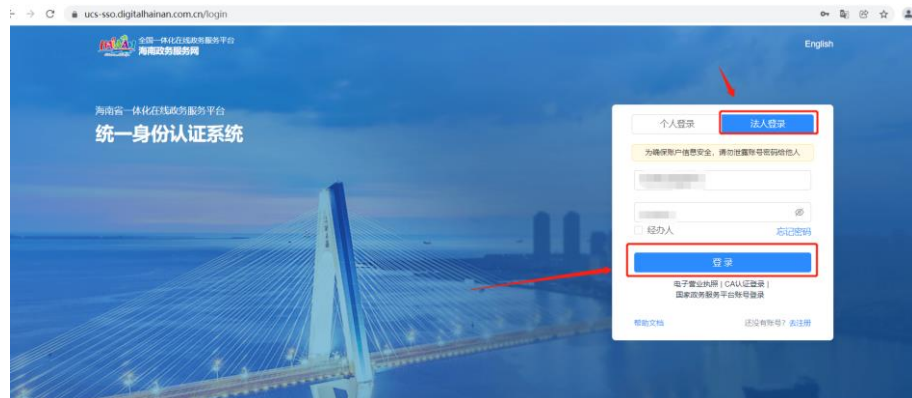 ucs-sso.digitalhainan.com.cn/login
全国一体化在线政务服务平台
海南政务服务网
English
海南省一体化在线政务服务平台
统一身份认证系统
个人登录
法人登录
为确保账户信息安全，请勿泄露账号密码给他人
经办人
忘记密码
登录
电子营业执照 | CA认证登录 |
国家政务服务平台账号登录
帮助文档
还没有账号？去注册